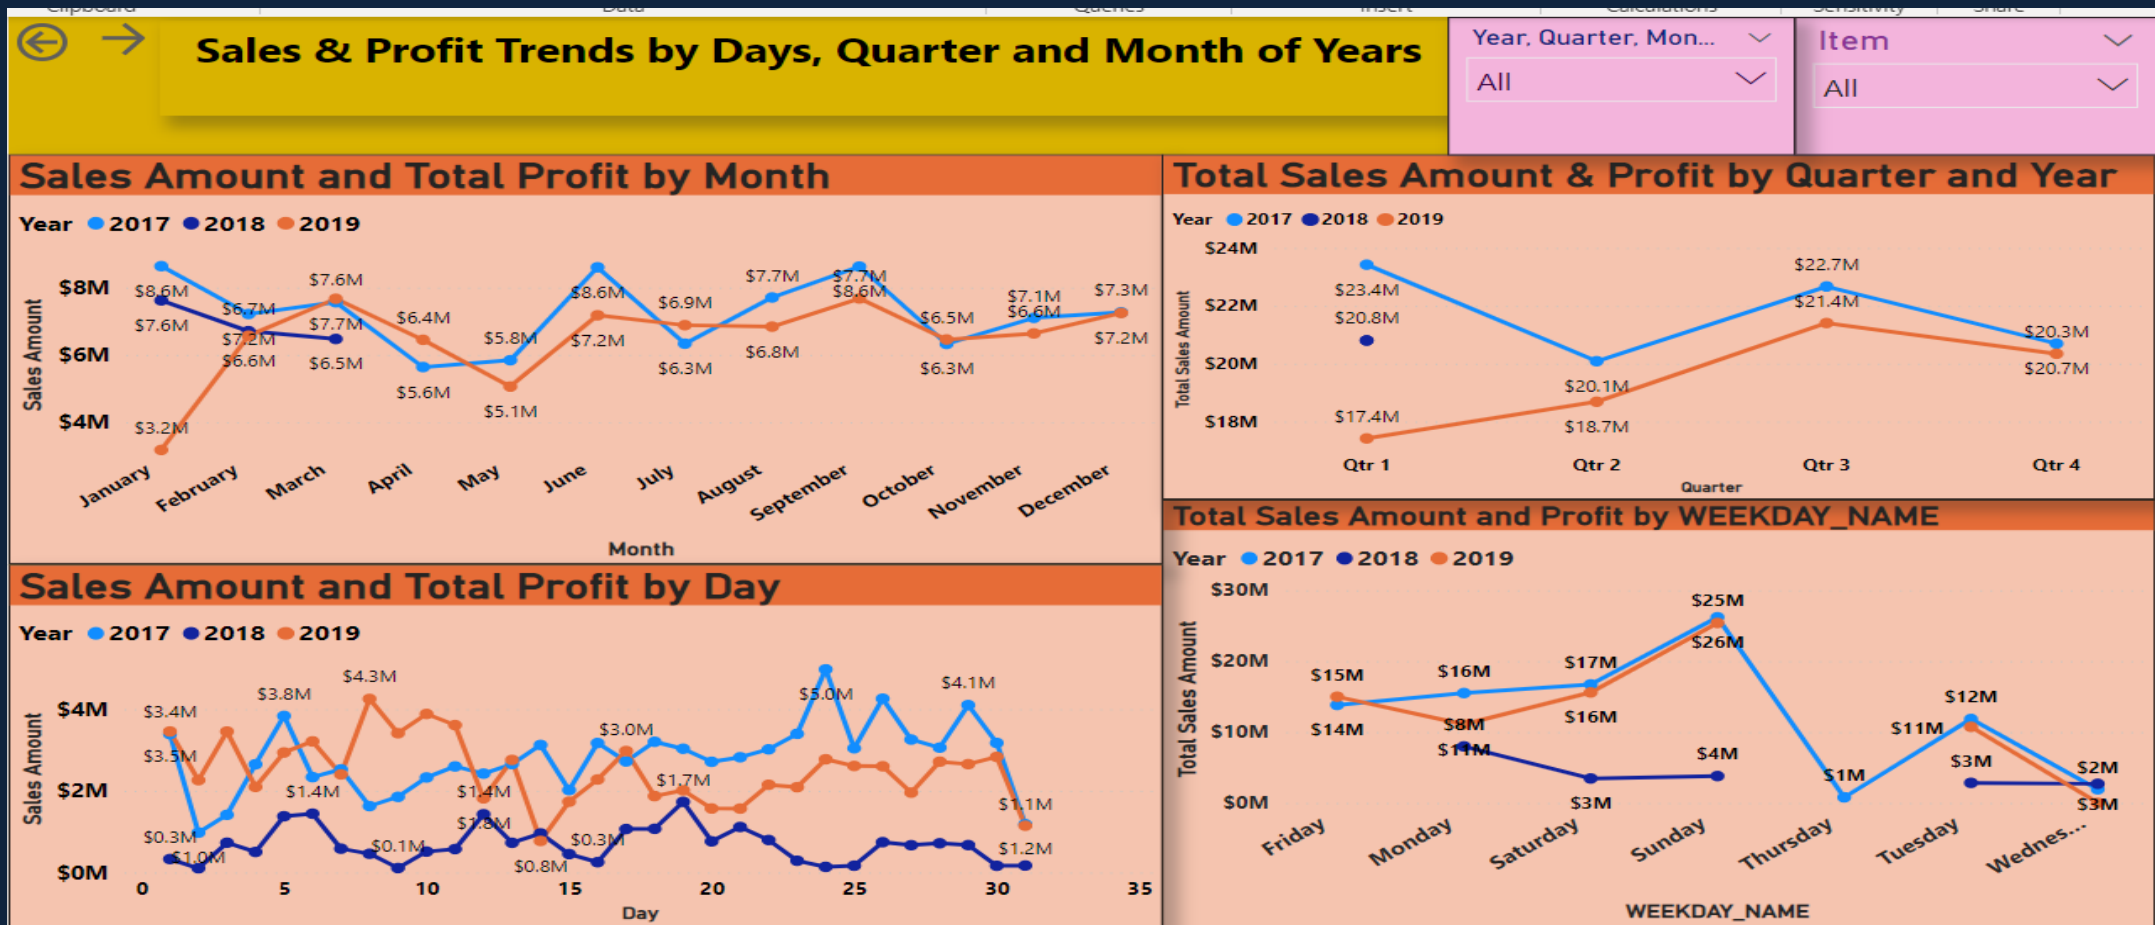 Clipboard Data Queries Insert Calculations Sensitivity Share
Sales & Profit Trends by Days, Quarter and Month of Years
Year, Quarter, Mon...
All
Item
All
Sales Amount and Total Profit by Month
Year 2017 2018 2019
Sales Amount
$8M
$6M
$4M
$8.6M
$7.6M
$3.2M
$6.7M
$7.2M
$6.6M
$7.6M
$7.7M
$6.5M
$6.4M
$5.6M
$5.8M
$5.1M
$8.6M
$7.2M
$6.9M
$6.3M
$7.7M
$6.8M
$7.7M
$8.6M
$6.5M
$6.3M
$7.1M
$6.6M
$7.3M
$7.2M
January February March April May June July August September October November December
Month
Total Sales Amount & Profit by Quarter and Year
Year 2017 2018 2019
Total Sales Amount
$24M
$22M
$20M
$18M
$23.4M
$20.8M
$17.4M
$20.1M
$18.7M
$22.7M
$21.4M
$20.3M
$20.7M
Qtr 1 Qtr 2 Qtr 3 Qtr 4
Quarter
Sales Amount and Total Profit by Day
Year 2017 2018 2019
Sales Amount
$4M
$2M
$0M
$3.4M
$3.5M
$0.3M
$1.0M
$3.8M
$1.4M
$4.3M
$0.1M
$1.4M
$1.8M
$0.8M
$0.3M
$3.0M
$1.7M
$5.0M
$4.1M
$1.1M
$1.2M
0 5 10 15 20 25 30 35
Day
Total Sales Amount and Profit by WEEKDAY_NAME
Year 2017 2018 2019
Total Sales Amount
$30M
$20M
$10M
$0M
$15M
$14M
$16M
$8M
$11M
$17M
$16M
$3M
$25M
$26M
$4M
$1M
$12M
$11M
$3M
$2M
$3M
Friday Monday Saturday Sunday Thursday Tuesday Wednes...
WEEKDAY_NAME